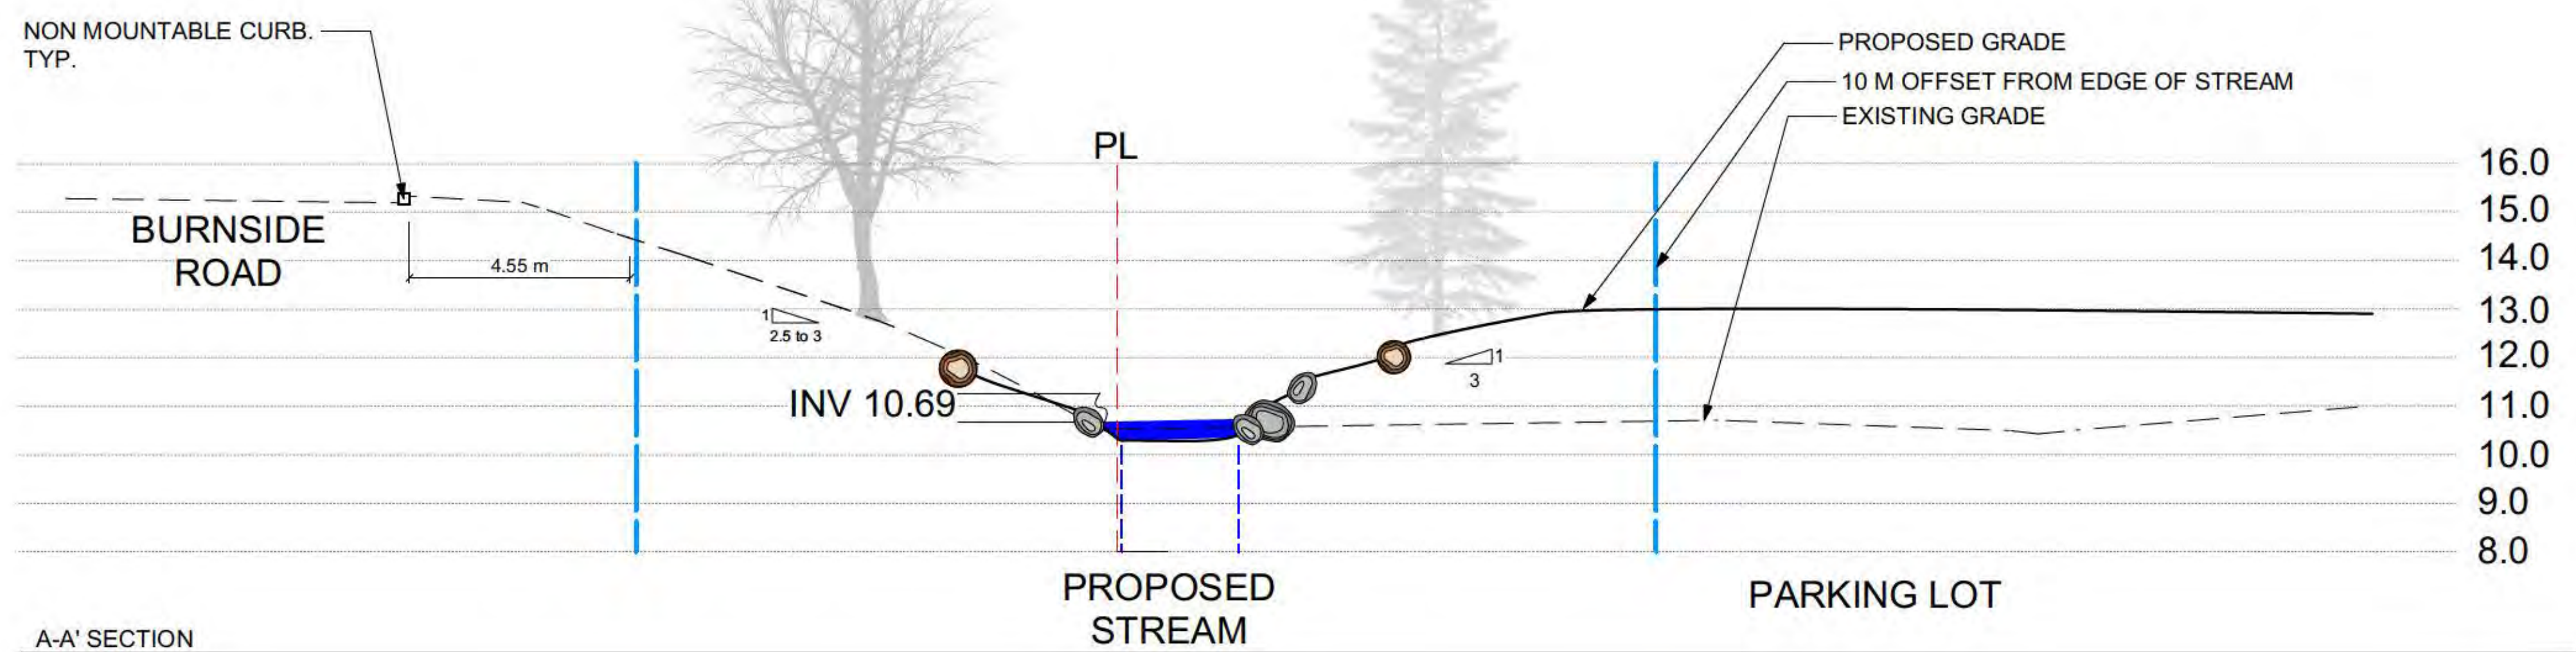 NON MOUNTABLE CURB.
TYP.
PROPOSED GRADE
10 M OFFSET FROM EDGE OF STREAM
EXISTING GRADE
PL
16.0
15.0
BURNSIDE
ROAD
4.55 m
14.0
13.0
1
2.5 to 3
12.0
1
3
INV 10.69
11.0
10.0
9.0
8.0
PROPOSED
STREAM
PARKING LOT
A-A' SECTION